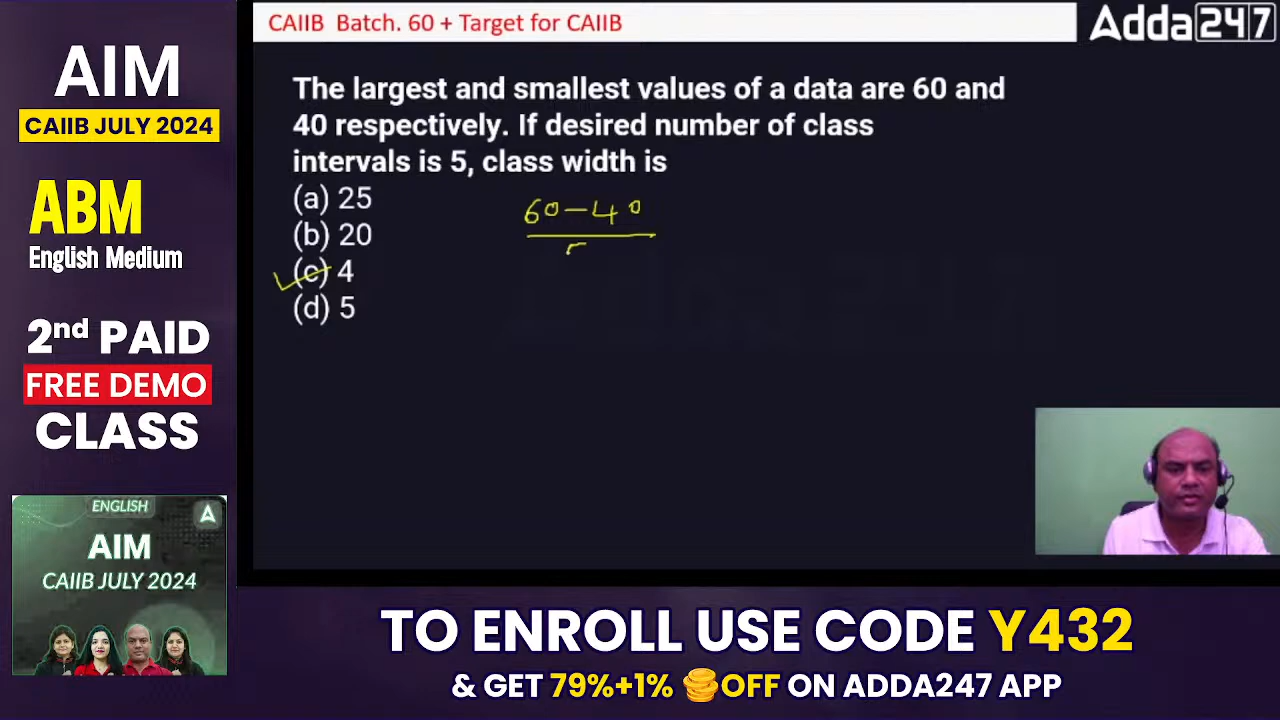 CAIIB Batch. 60 + Target for CAIIB
Adda247
AIM
CAIIB JULY 2024
ABM
English Medium
2nd PAID
FREE DEMO
CLASS
ENGLISH
AIM
CAIIB JULY 2024
The largest and smallest values of a data are 60 and
40 respectively. If desired number of class
intervals is 5, class width is
(a) 25
(b) 20
(c) 4
(d) 5
60-40
TO ENROLL USE CODE Y432
& GET 79%+1% OFF ON ADDA247 APP